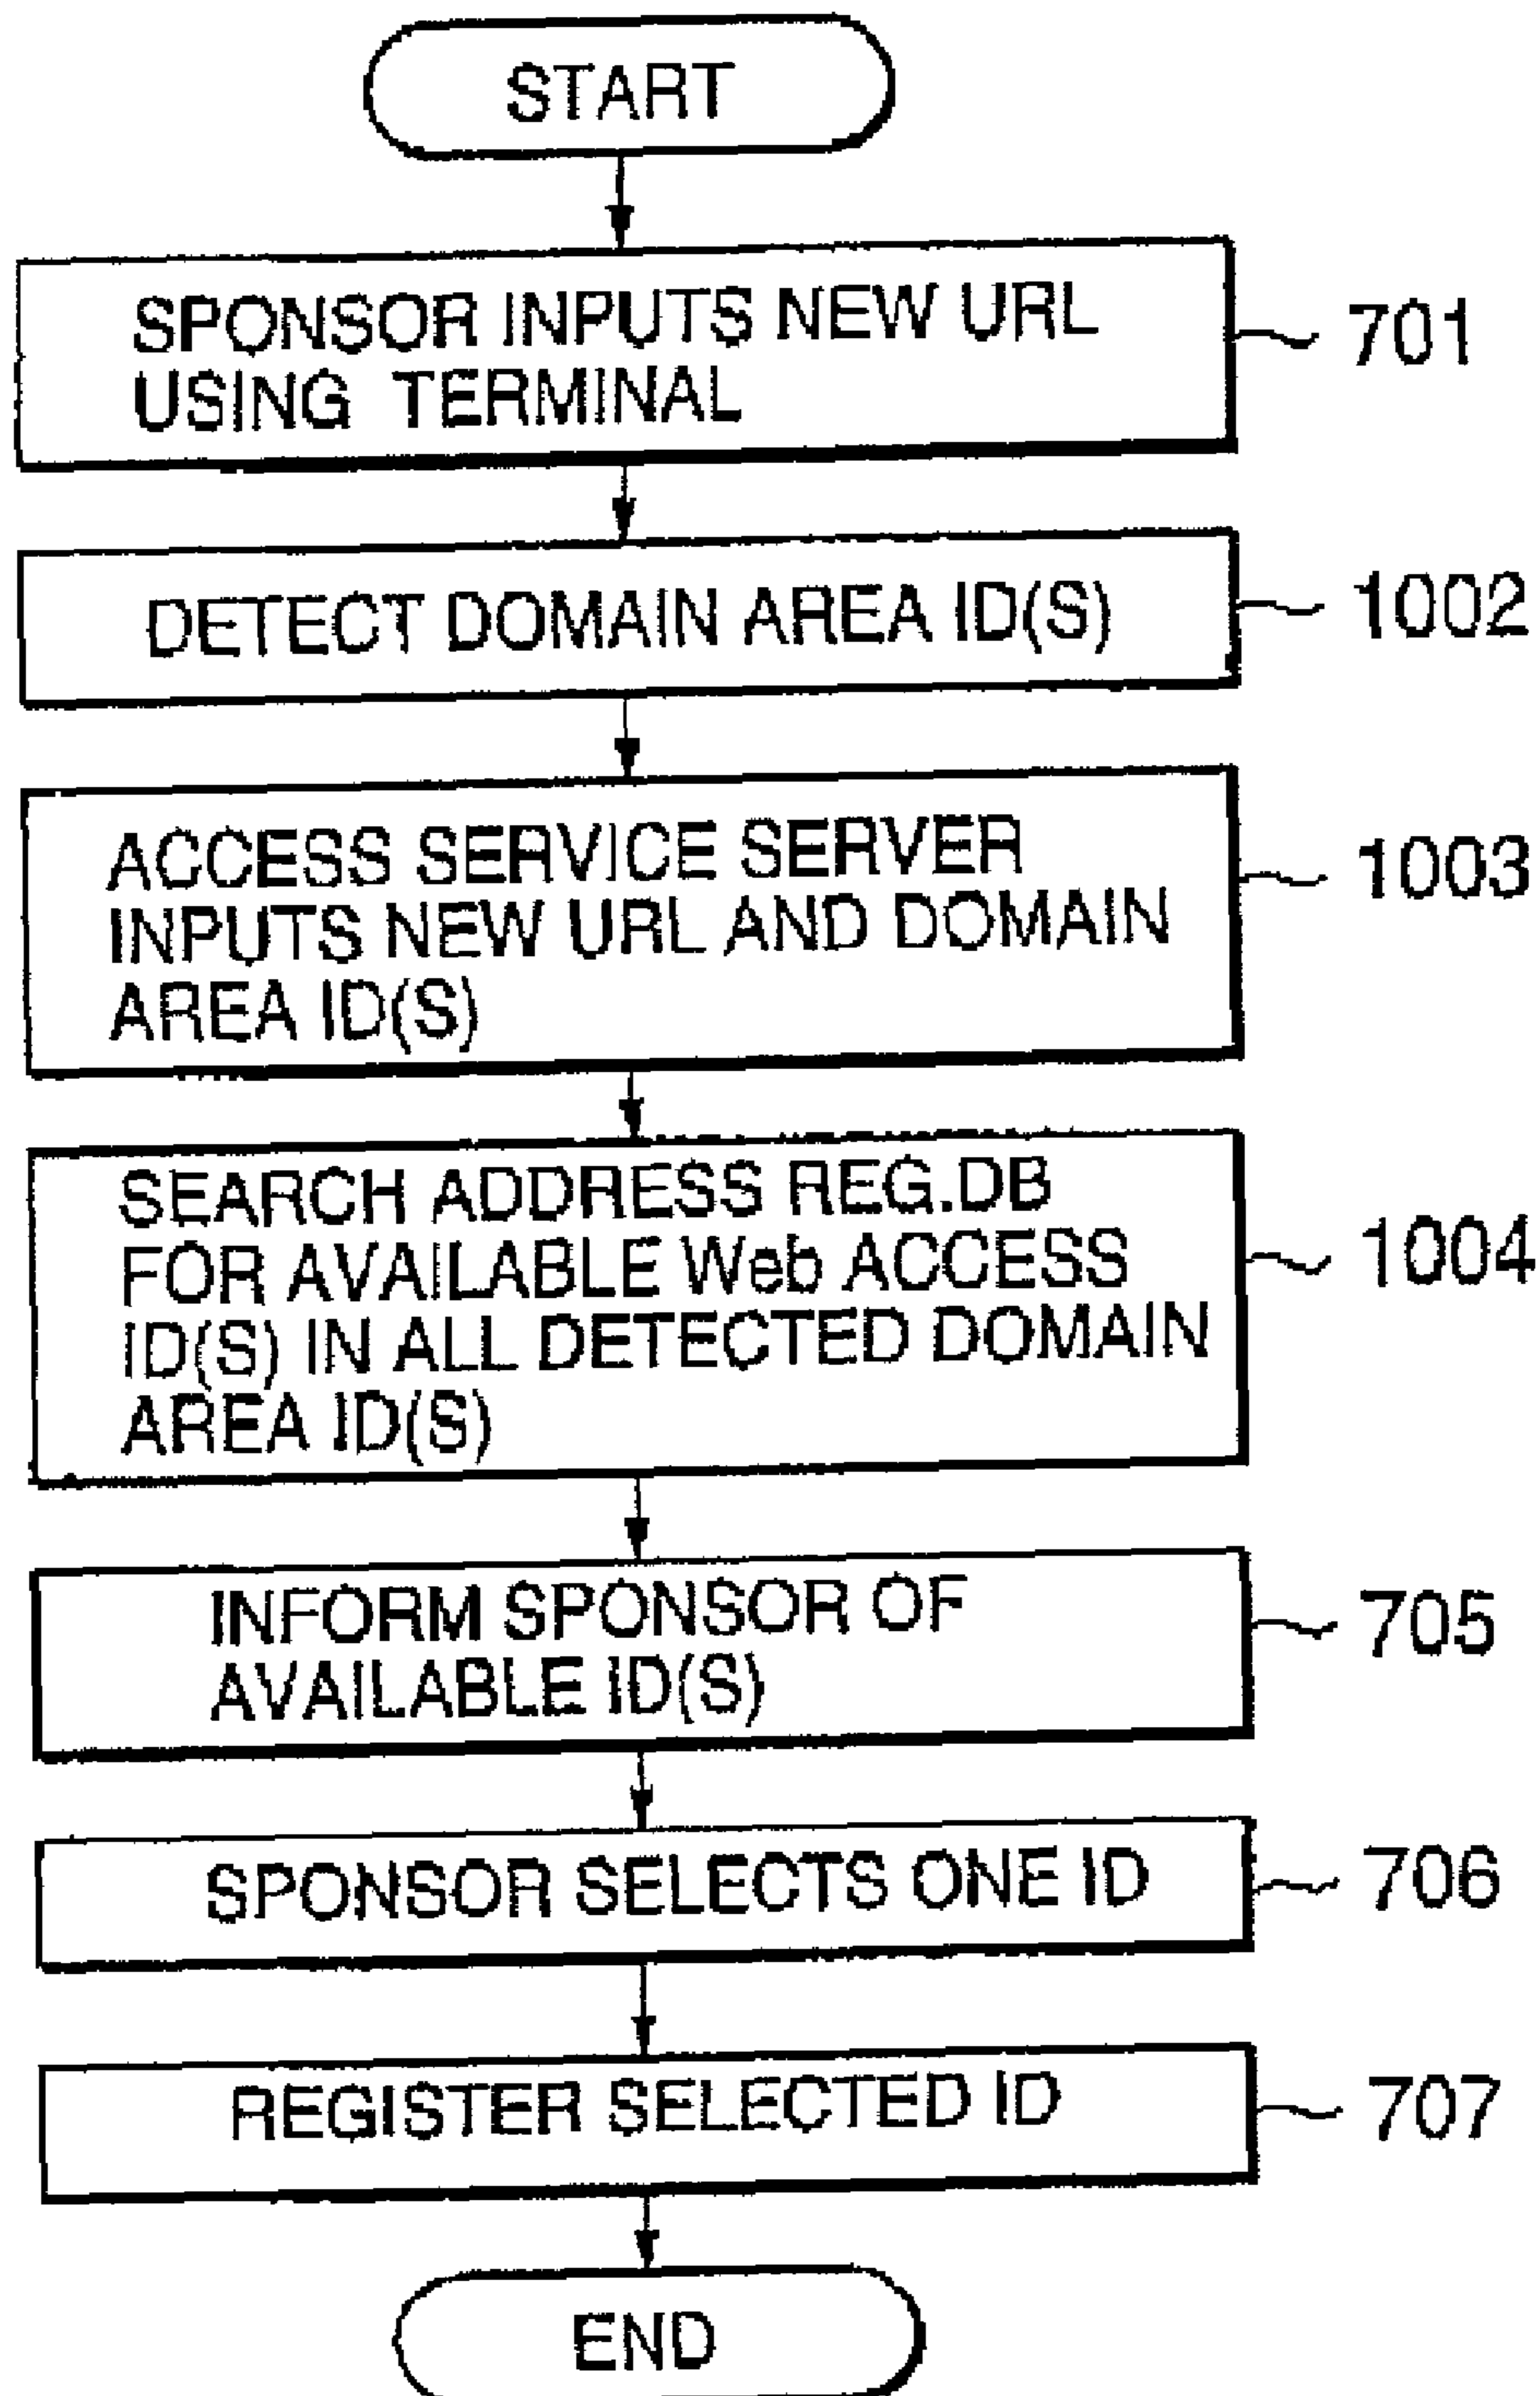 START
SPONSOR INPUTS NEW URL
USING TERMINAL
701
DETECT DOMAIN AREA ID(S)
1002
ACCESS SERVICE SERVER
INPUTS NEW URL AND DOMAIN
AREA ID(S)
1003
SEARCH ADDRESS REG.DB
FOR AVAILABLE Web ACCESS
ID(S) IN ALL DETECTED DOMAIN
AREA ID(S)
1004
INFORM SPONSOR OF
AVAILABLE ID(S)
705
SPONSOR SELECTS ONE ID
706
REGISTER SELECTED ID
707
END